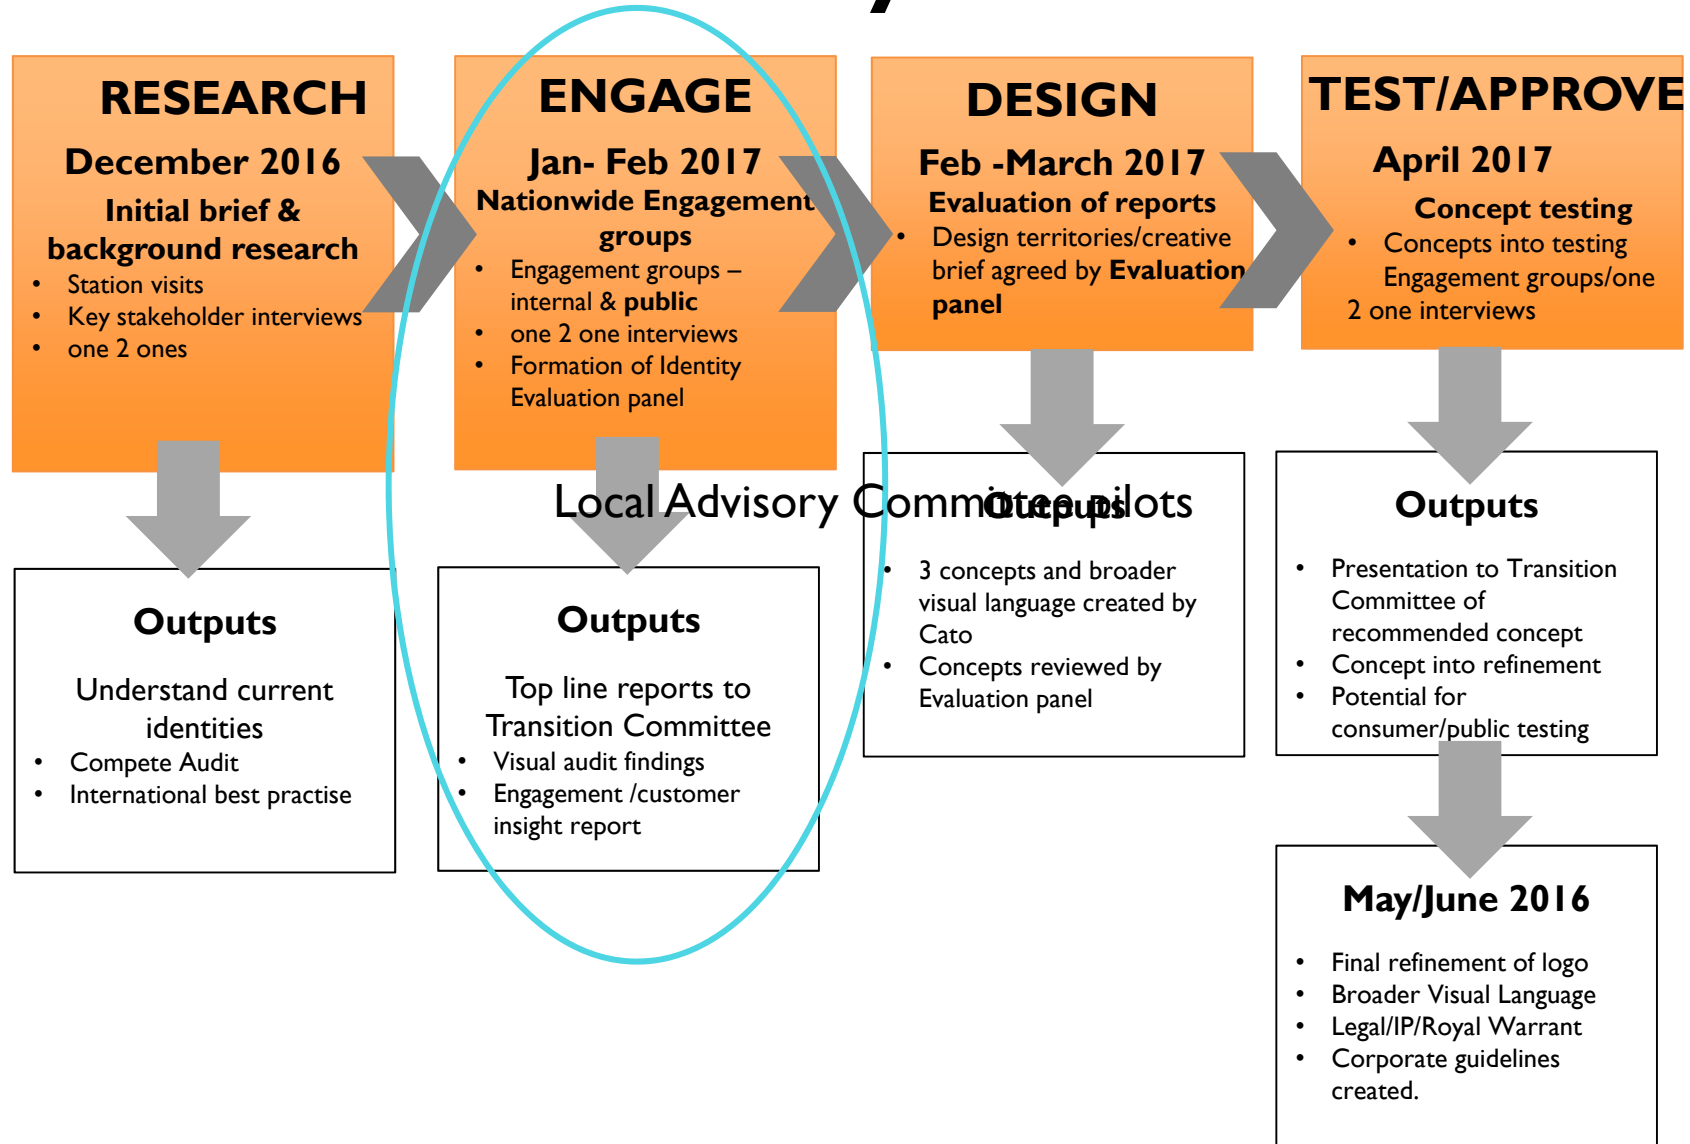 RESEARCH
December 2016
Initial brief &
background research
• Station visits
• Key stakeholder interviews
• one 2 ones
ENGAGE
Jan- Feb 2017
Nationwide Engagement
groups
• Engagement groups –
internal & public
• one 2 one interviews
• Formation of Identity
Evaluation panel
DESIGN
Feb -March 2017
Evaluation of reports
• Design territories/creative
brief agreed by Evaluation
panel
TEST/APPROVE
April 2017
Concept testing
• Concepts into testing
Engagement groups/one
2 one interviews
Local Advisory Committee pilots
Outputs
Understand current
identities
• Compete Audit
• International best practise
Outputs
Top line reports to
Transition Committee
• Visual audit findings
• Engagement /customer
insight report
Outputs
• 3 concepts and broader
visual language created by
Cato
• Concepts reviewed by
Evaluation panel
Outputs
• Presentation to Transition
Committee of
recommended concept
• Concept into refinement
• Potential for
consumer/public testing
May/June 2016
• Final refinement of logo
• Broader Visual Language
• Legal/IP/Royal Warrant
• Corporate guidelines
created.